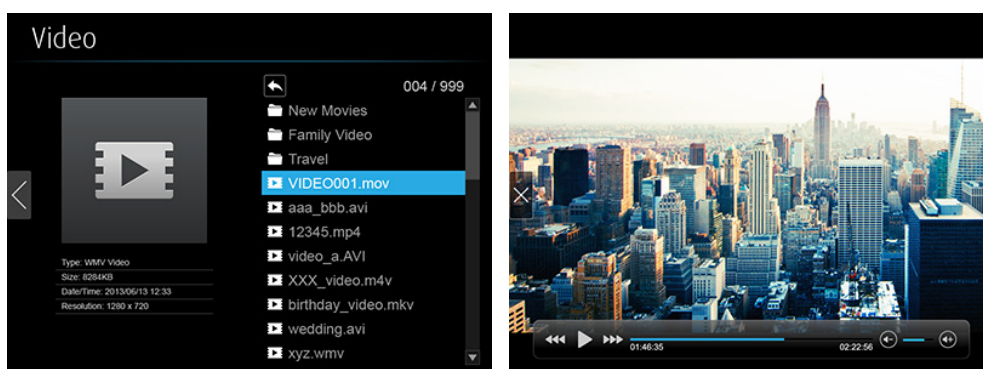 Video
004 / 999
New Movies
Family Video
Travel
VIDEO001.mov
aaa_bbb.avi
12345.mp4
video_a.AVI
XXX_video.m4v
birthday_video.mkv
wedding.avi
xyz.wmv
Type: WMV Video
Size: 8284KB
Date/Time: 2013/06/13 12:33
Resolution: 1280 x 720
01:46:35
02:22:56